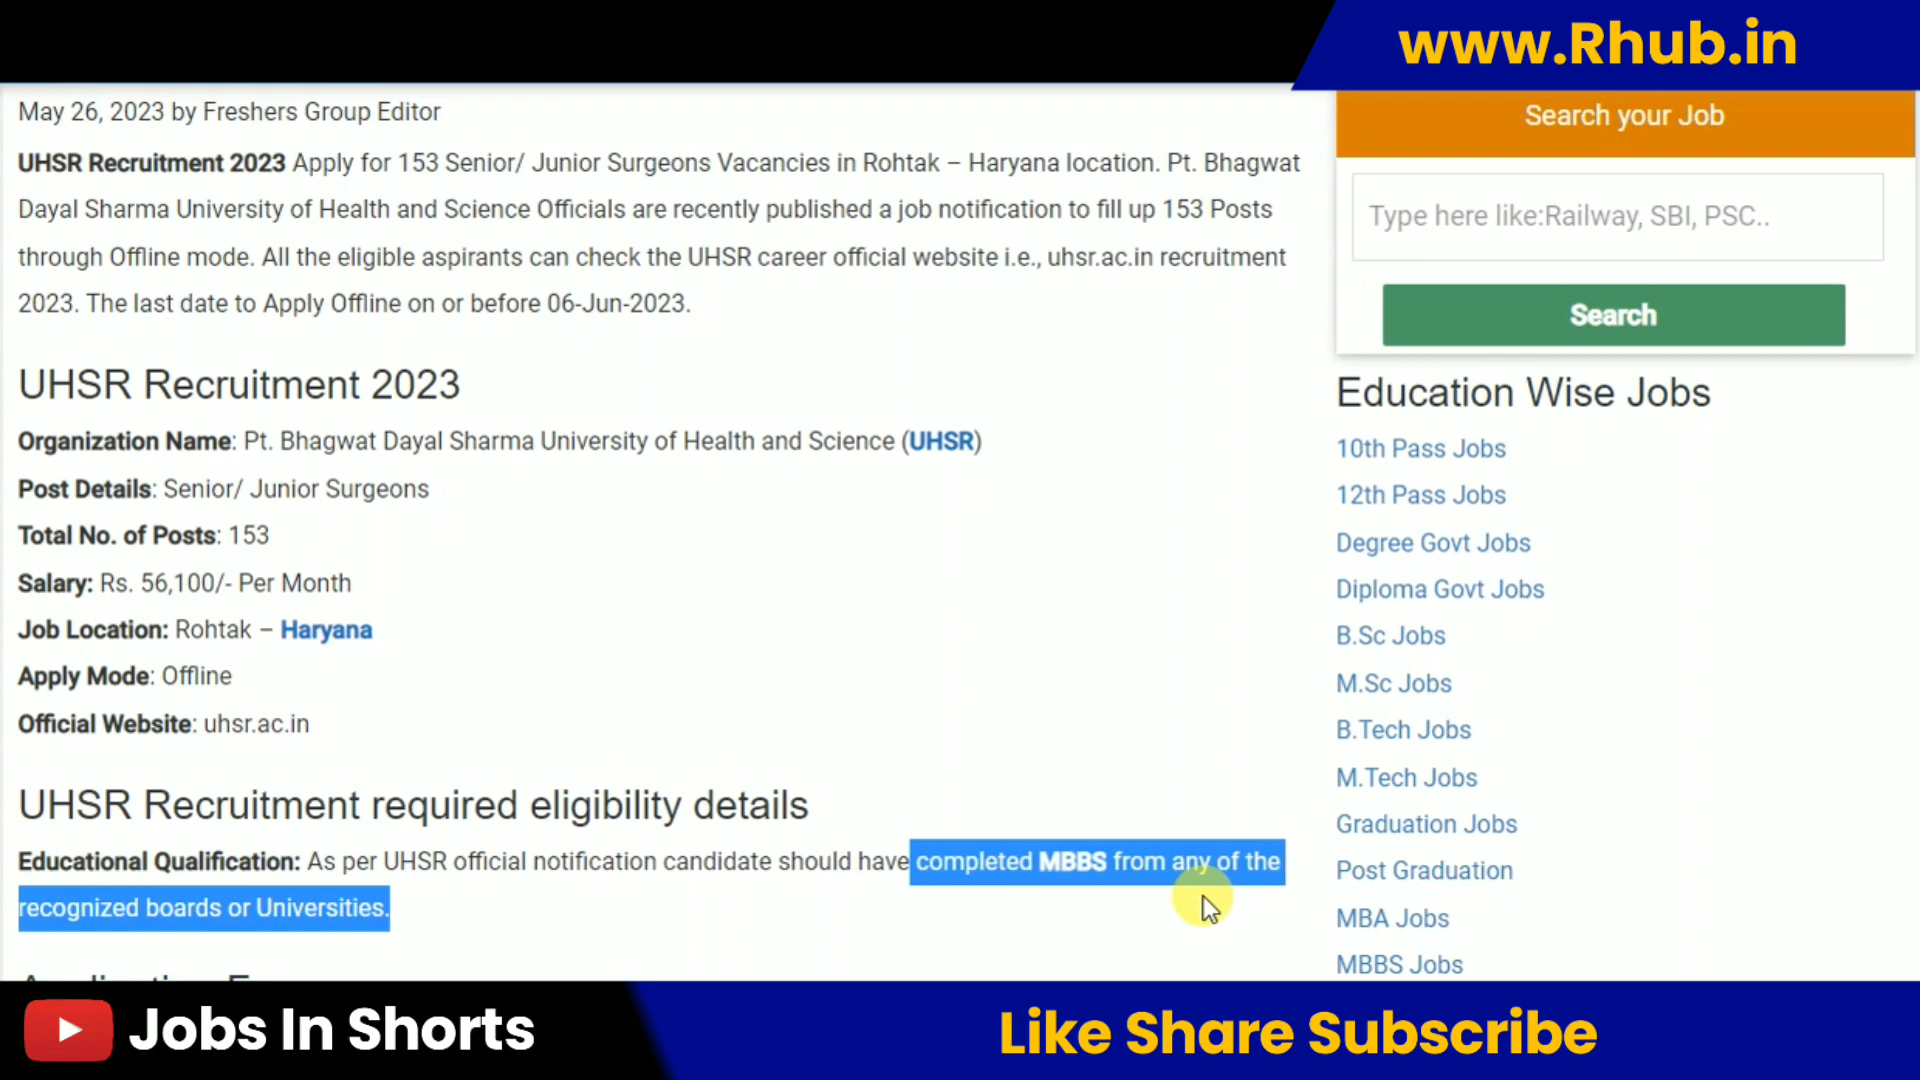 www.Rhub.in
May 26, 2023 by Freshers Group Editor
UHSR Recruitment 2023 Apply for 153 Senior/ Junior Surgeons Vacancies in Rohtak – Haryana location. Pt. Bhagwat
Dayal Sharma University of Health and Science Officials are recently published a job notification to fill up 153 Posts
through Offline mode. All the eligible aspirants can check the UHSR career official website i.e., uhsr.ac.in recruitment
2023. The last date to Apply Offline on or before 06-Jun-2023.
UHSR Recruitment 2023
Organization Name: Pt. Bhagwat Dayal Sharma University of Health and Science (UHSR)
Post Details: Senior/ Junior Surgeons
Total No. of Posts: 153
Salary: Rs. 56,100/- Per Month
Job Location: Rohtak – Haryana
Apply Mode: Offline
Official Website: uhsr.ac.in
UHSR Recruitment required eligibility details
Educational Qualification: As per UHSR official notification candidate should have completed MBBS from any of the
recognized boards or Universities.
Search your Job
Type here like:Railway, SBI, PSC..
Search
Education Wise Jobs
10th Pass Jobs
12th Pass Jobs
Degree Govt Jobs
Diploma Govt Jobs
B.Sc Jobs
M.Sc Jobs
B.Tech Jobs
M.Tech Jobs
Graduation Jobs
Post Graduation
MBA Jobs
MBBS Jobs
Jobs In Shorts
Like Share Subscribe